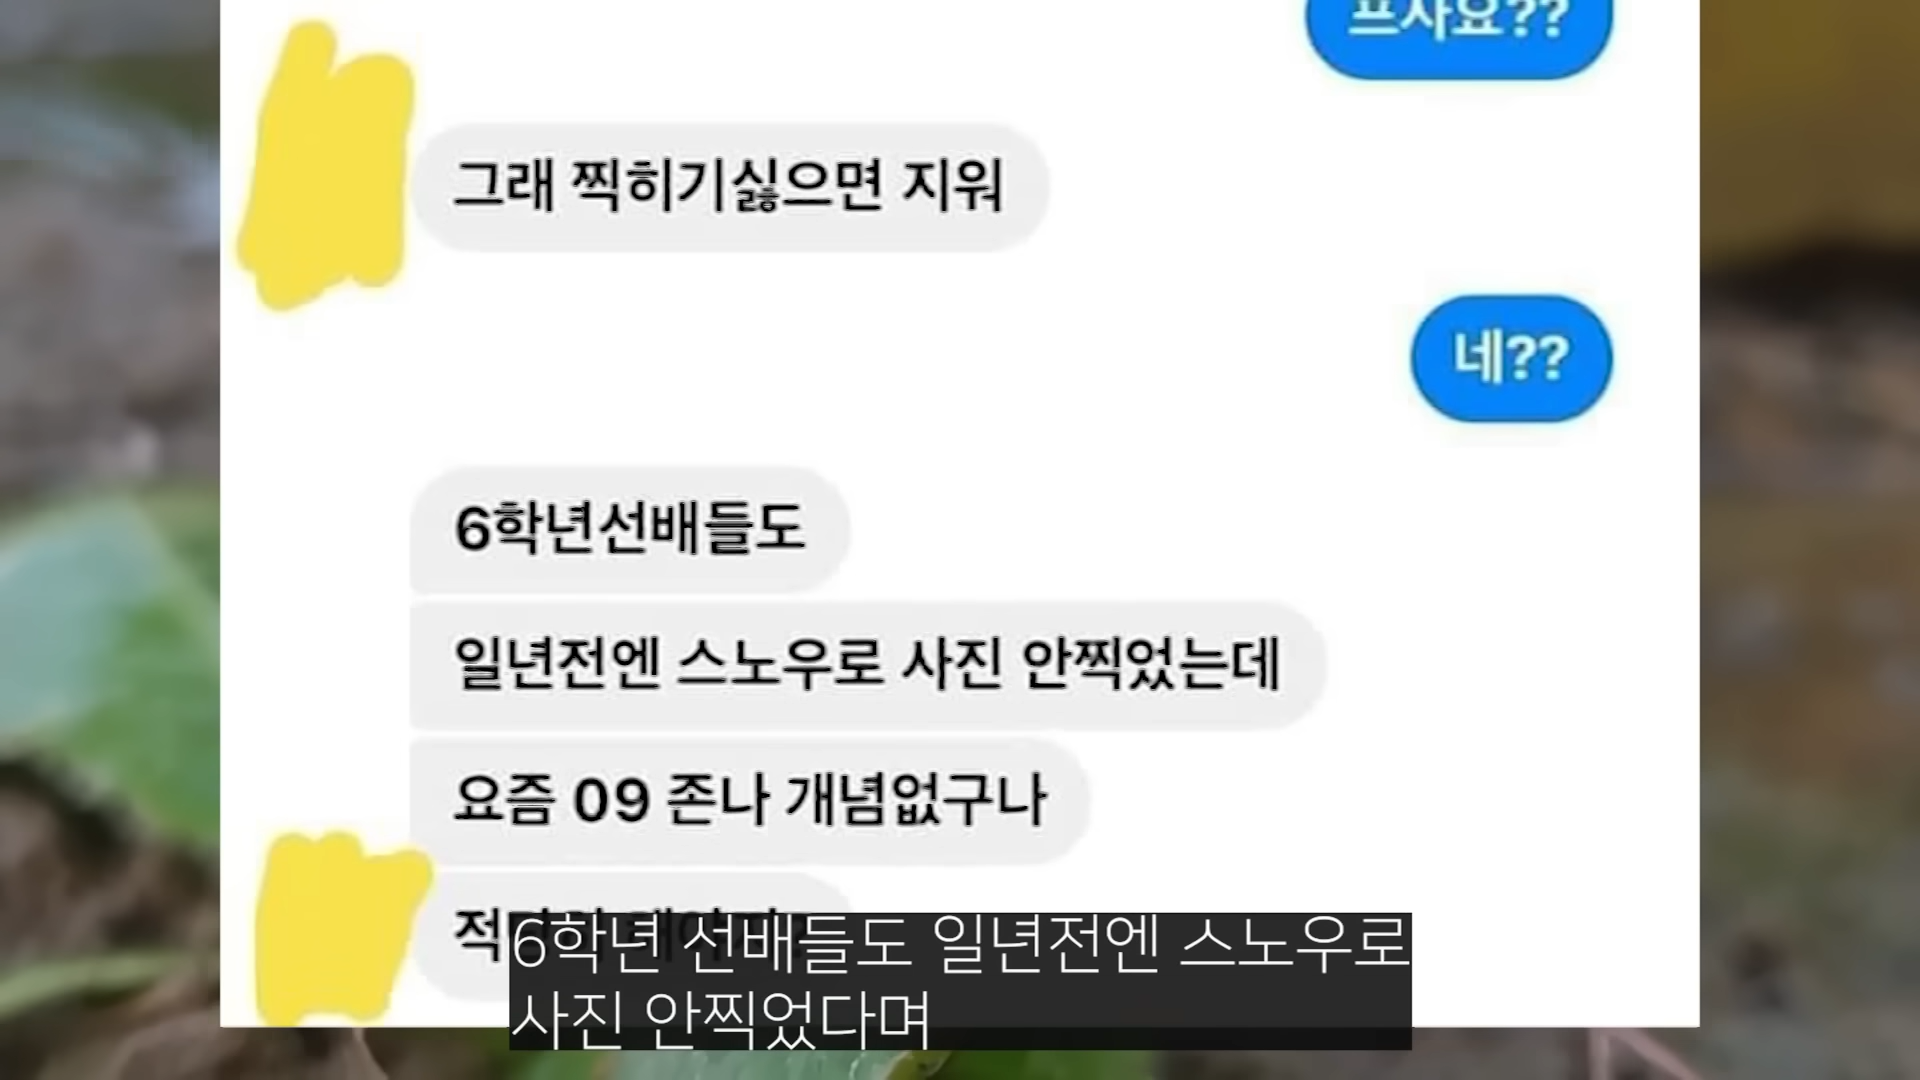 프사요??
그래 찍히기싫으면 지워
네??
6학년선배들도
일년전엔 스노우로 사진 안찍었는데
요즘 09 존나 개념없구나
6학년 선배들도 일년전엔 스노우로
사진 안찍었다며